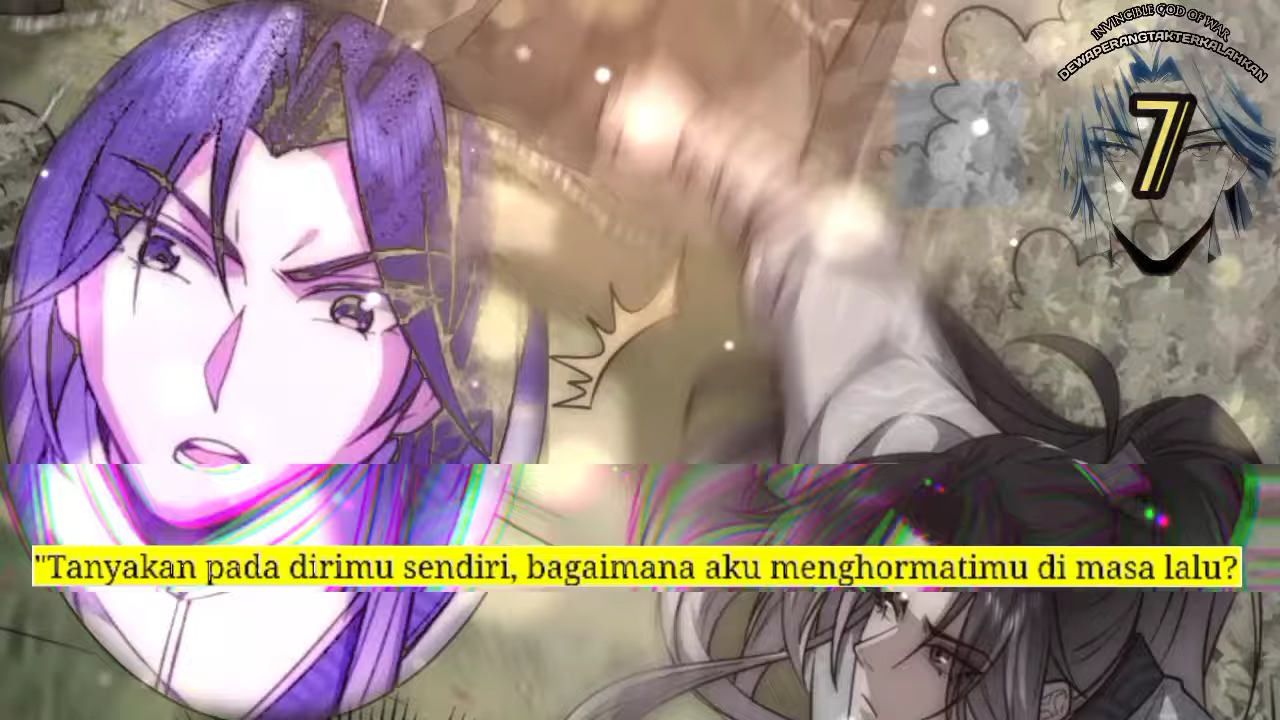 INVINCIBLE GOD OF WAR
DEWAPERANGTAKTERKALAHKAN
7
"Tanyakan pada dirimu sendiri, bagaimana aku menghormatimu di masa lalu?